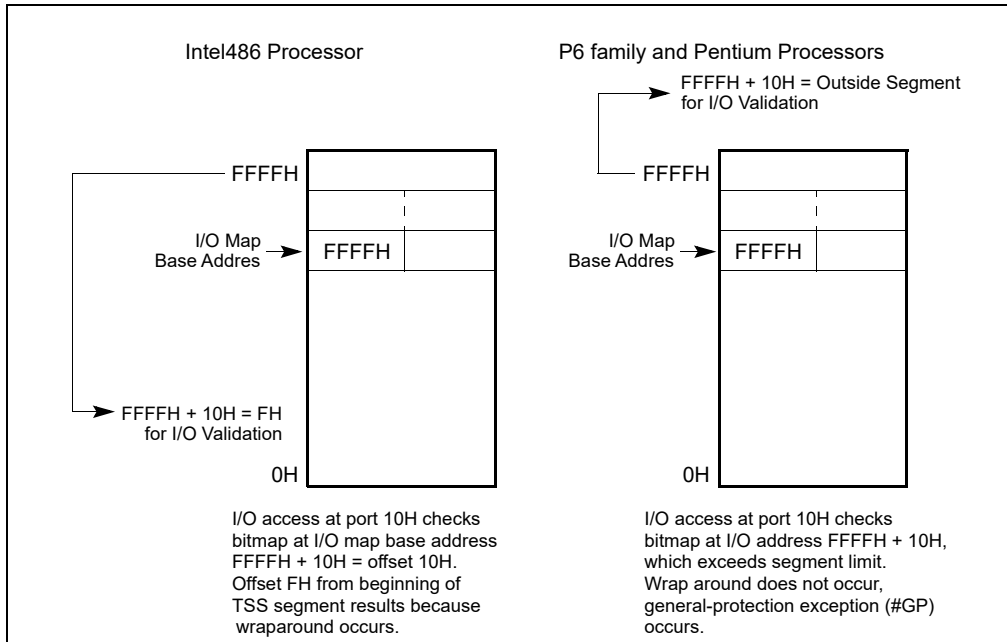 Intel486 Processor
FFFFH
I/O Map
Base Addres
FFFFH
FFFFH + 10H = FH
for I/O Validation
0H
I/O access at port 10H checks
bitmap at I/O map base address
FFFFH + 10H = offset 10H.
Offset FH from beginning of
TSS segment results because
wraparound occurs.
P6 family and Pentium Processors
FFFFH + 10H = Outside Segment
for I/O Validation
FFFFH
I/O Map
Base Addres
FFFFH
0H
I/O access at port 10H checks
bitmap at I/O address FFFFH + 10H,
which exceeds segment limit.
Wrap around does not occur,
general-protection exception (#GP)
occurs.